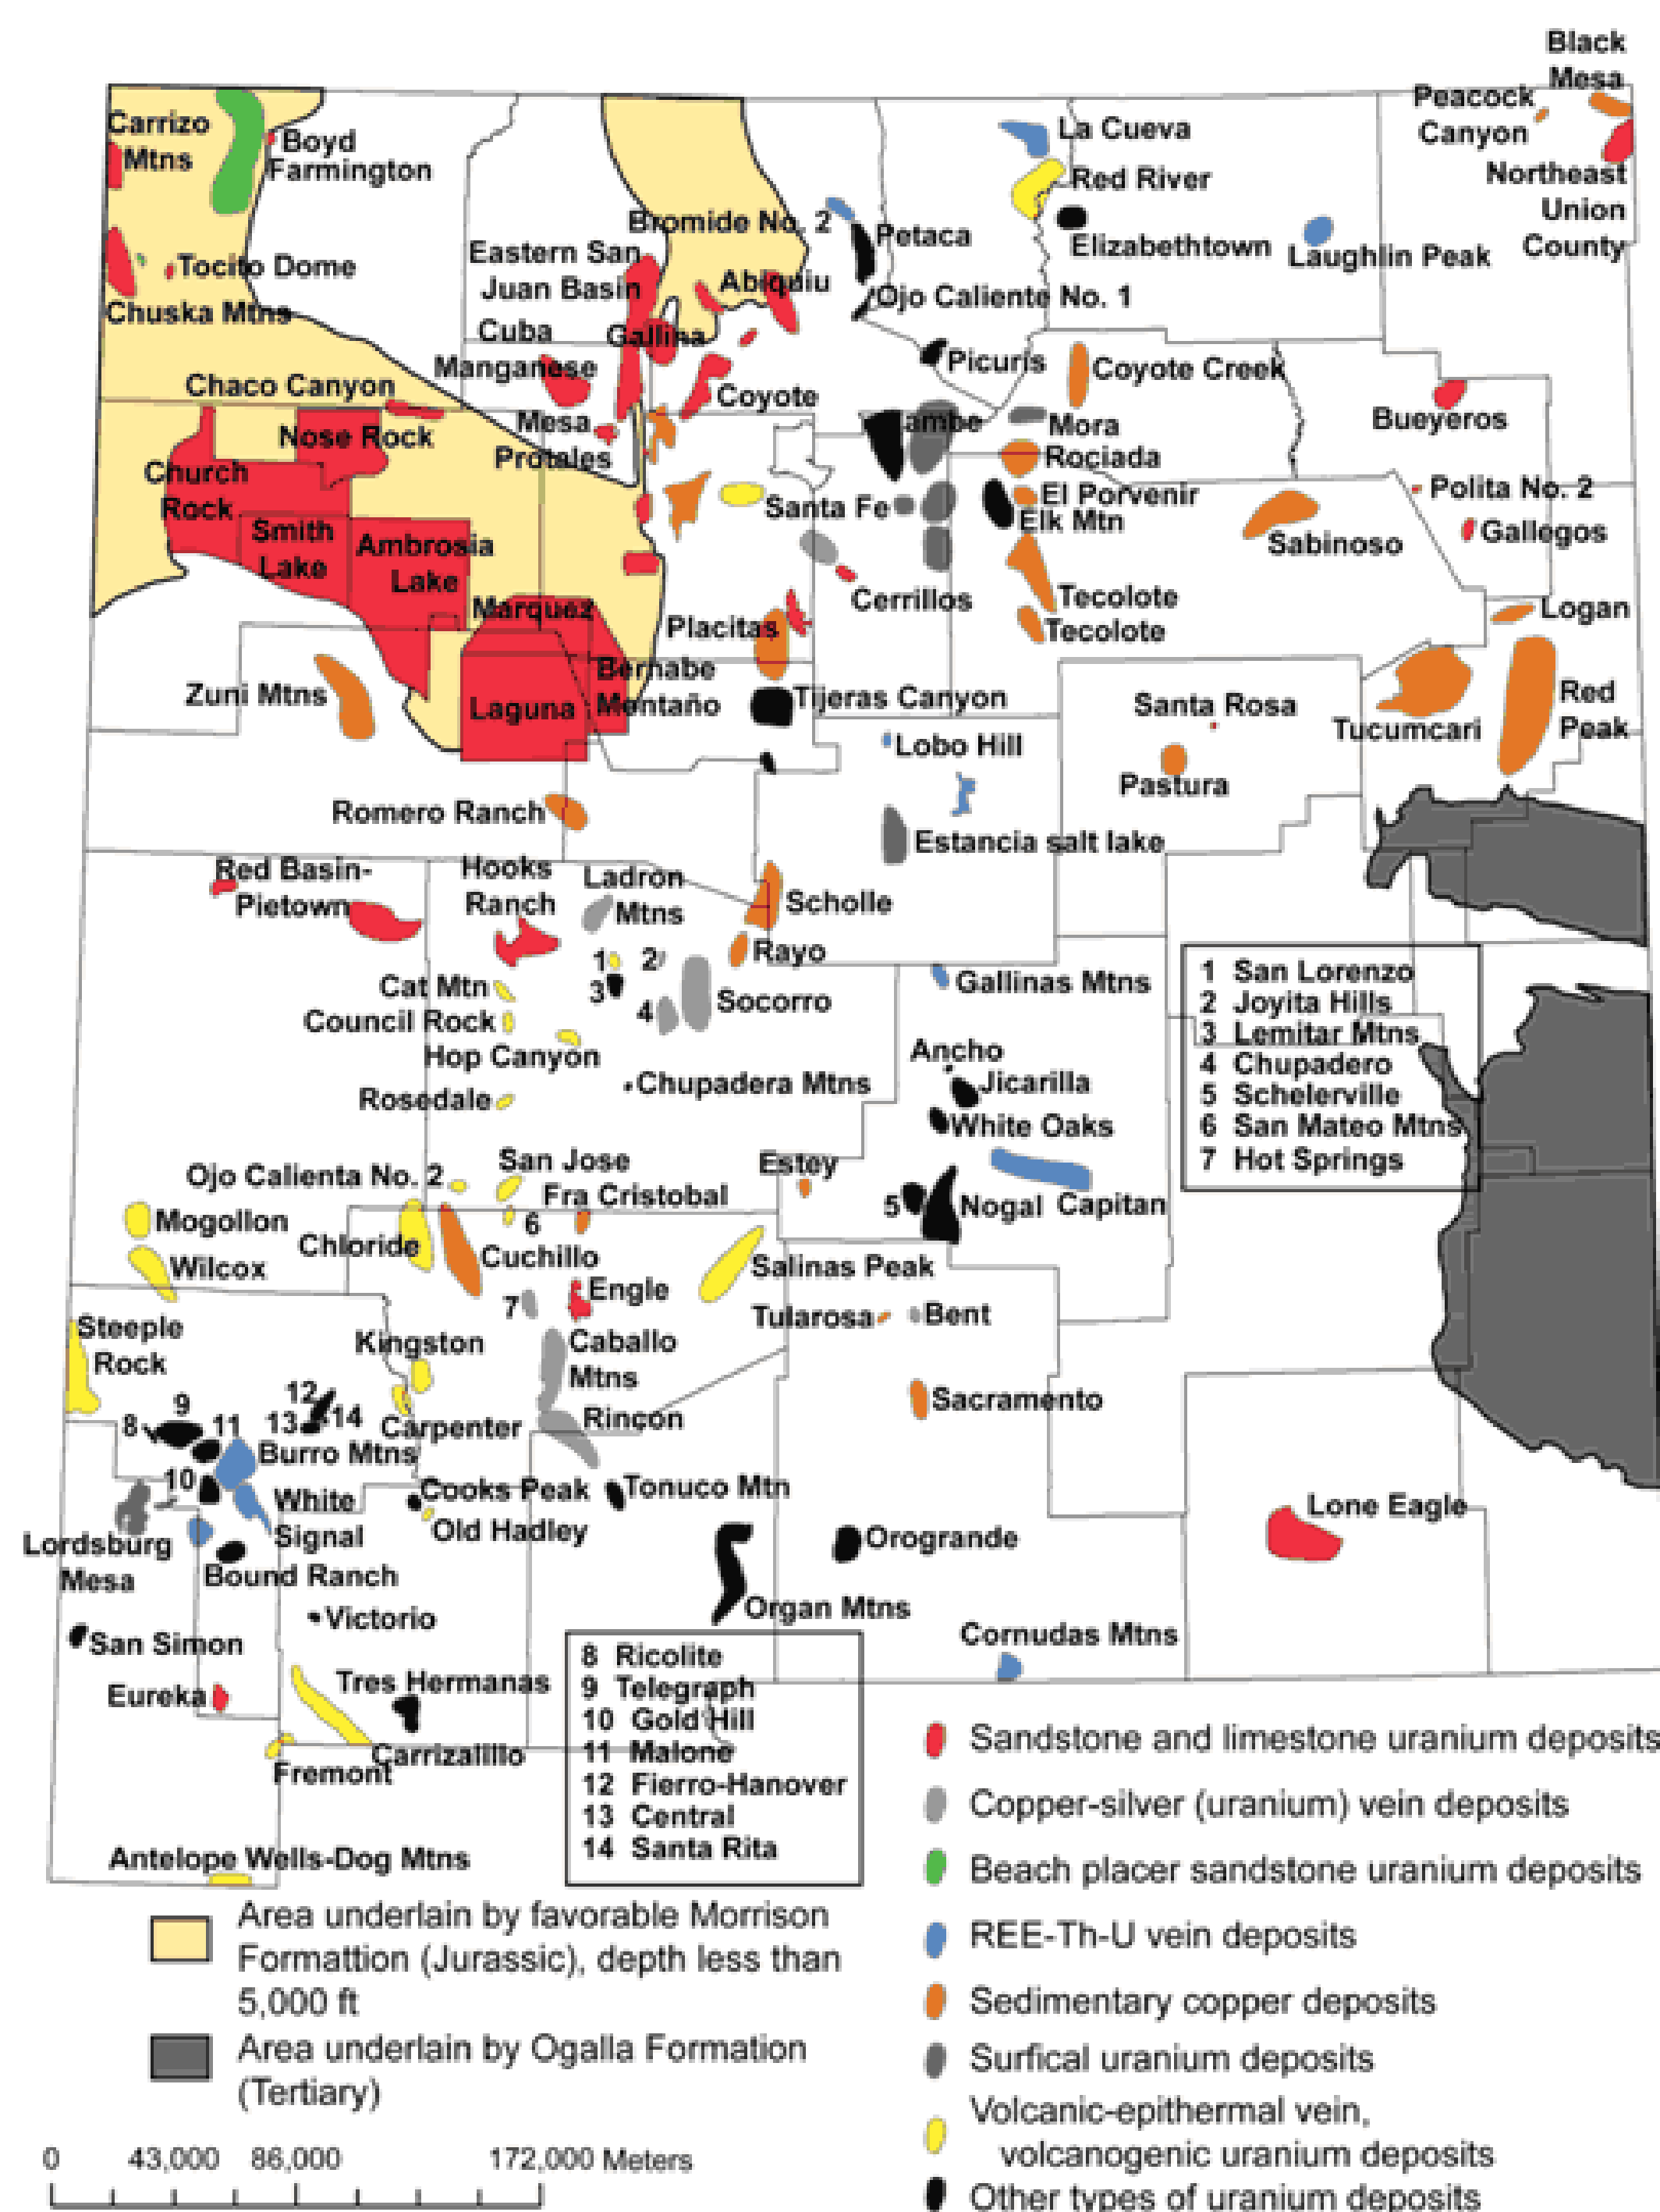 Black
Mesa
Peacock
Canyon
Northeast
Union
County
Carrizo
Mtns
Boyd
Farmington
La Cueva
Red River
Bromide No. 2
Petaca
Elizabethtown
Laughlin Peak
Eastern San
Juan Basin
Tocito Dome
Abiquiu
Ojo Caliente No. 1
Chuska Mtns
Cuba
Gallina
Manganese
Picuris
Coyote Creek
Chaco Canyon
Coyote
Bueyeros
Mesa
Protales
Nose Rock
Mora
Church
Rock
Rociada
Santa Fe
El Porvenir
Elk Mtn
Polita No. 2
Gallegos
Sabinoso
Smith
Lake
Ambrosia
Lake
Cerrillos
Tecolote
Tecolote
Logan
Marquez
Placitas
Bernabe
Montaño
Zuni Mtns
Laguna
Tijeras Canyon
Santa Rosa
Tucumcari
Red
Peak
Lobo Hill
Pastura
Romero Ranch
Estancia salt lake
Red Basin-
Pietown
Hooks
Ranch
Ladron
Mtns
Scholle
Rayo
1
2
3
4
Socorro
Gallinas Mtns
Cat Mtn
Council Rock
Hop Canyon
Ancho
Jicarilla
Chupadera Mtns
Rosedale
White Oaks
1 San Lorenzo
2 Joyita Hills
3 Lemitar Mtns
4 Chupadero
5 Schelerville
6 San Mateo Mtns
7 Hot Springs
Ojo Calienta No. 2
San Jose
Fra Cristobal
6
Estey
5
Nogal
Capitan
Mogollon
Wilcox
Chloride
Cuchillo
Salinas Peak
7
Engle
Tularosa
Bent
Steeple
Rock
Kingston
Caballo
Mtns
Sacramento
8
9
11
12
13
14
Carpenter
Rincon
Burro Mtns
10
White
Signal
Cooks Peak
Old Hadley
Tonuco Mtn
Orogrande
Lone Eagle
Lordsburg
Mesa
Bound Ranch
Victorio
Organ Mtns
Cornudas Mtns
San Simon
Eureka
Tres Hermanas
Carrizalillo
Fremont
Antelope Wells-Dog Mtns
8 Ricolite
9 Telegraph
10 Gold Hill
11 Malone
12 Fierro-Hanover
13 Central
14 Santa Rita
Area underlain by favorable Morrison
Formattion (Jurassic), depth less than
5,000 ft
Area underlain by Ogalla Formation
(Tertiary)
0 43,000 86,000 172,000 Meters
Sandstone and limestone uranium deposits
Copper-silver (uranium) vein deposits
Beach placer sandstone uranium deposits
REE-Th-U vein deposits
Sedimentary copper deposits
Surfical uranium deposits
Volcanic-epithermal vein,
volcanogenic uranium deposits
Other types of uranium deposits